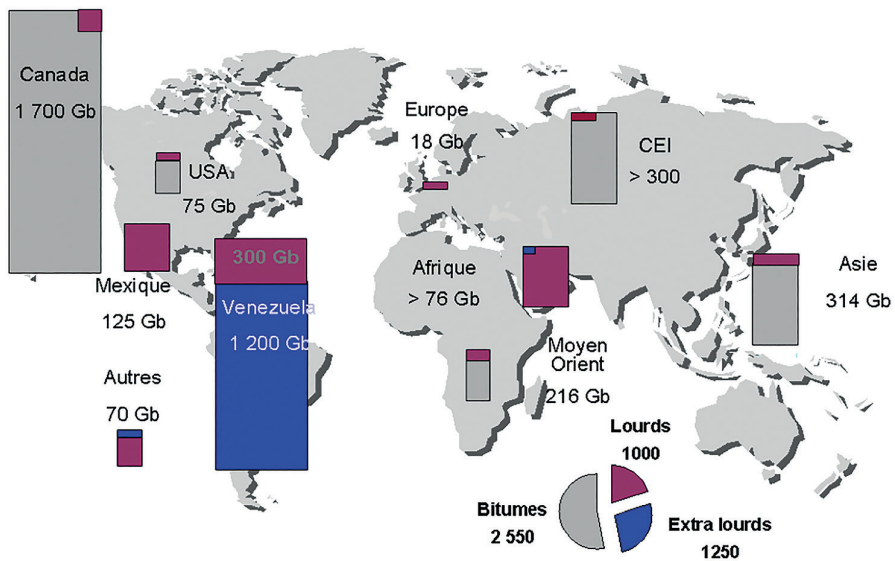 Canada
1 700 Gb
USA
75 Gb
Mexique
125 Gb
300 Gb
Venezuela
1 200 Gb
Autres
70 Gb
Europe
18 Gb
CEI
> 300
Afrique
> 76 Gb
Moyen
Orient
216 Gb
Asie
314 Gb
Lourds
1000
Bitumes
2 550
Extra lourds
1250